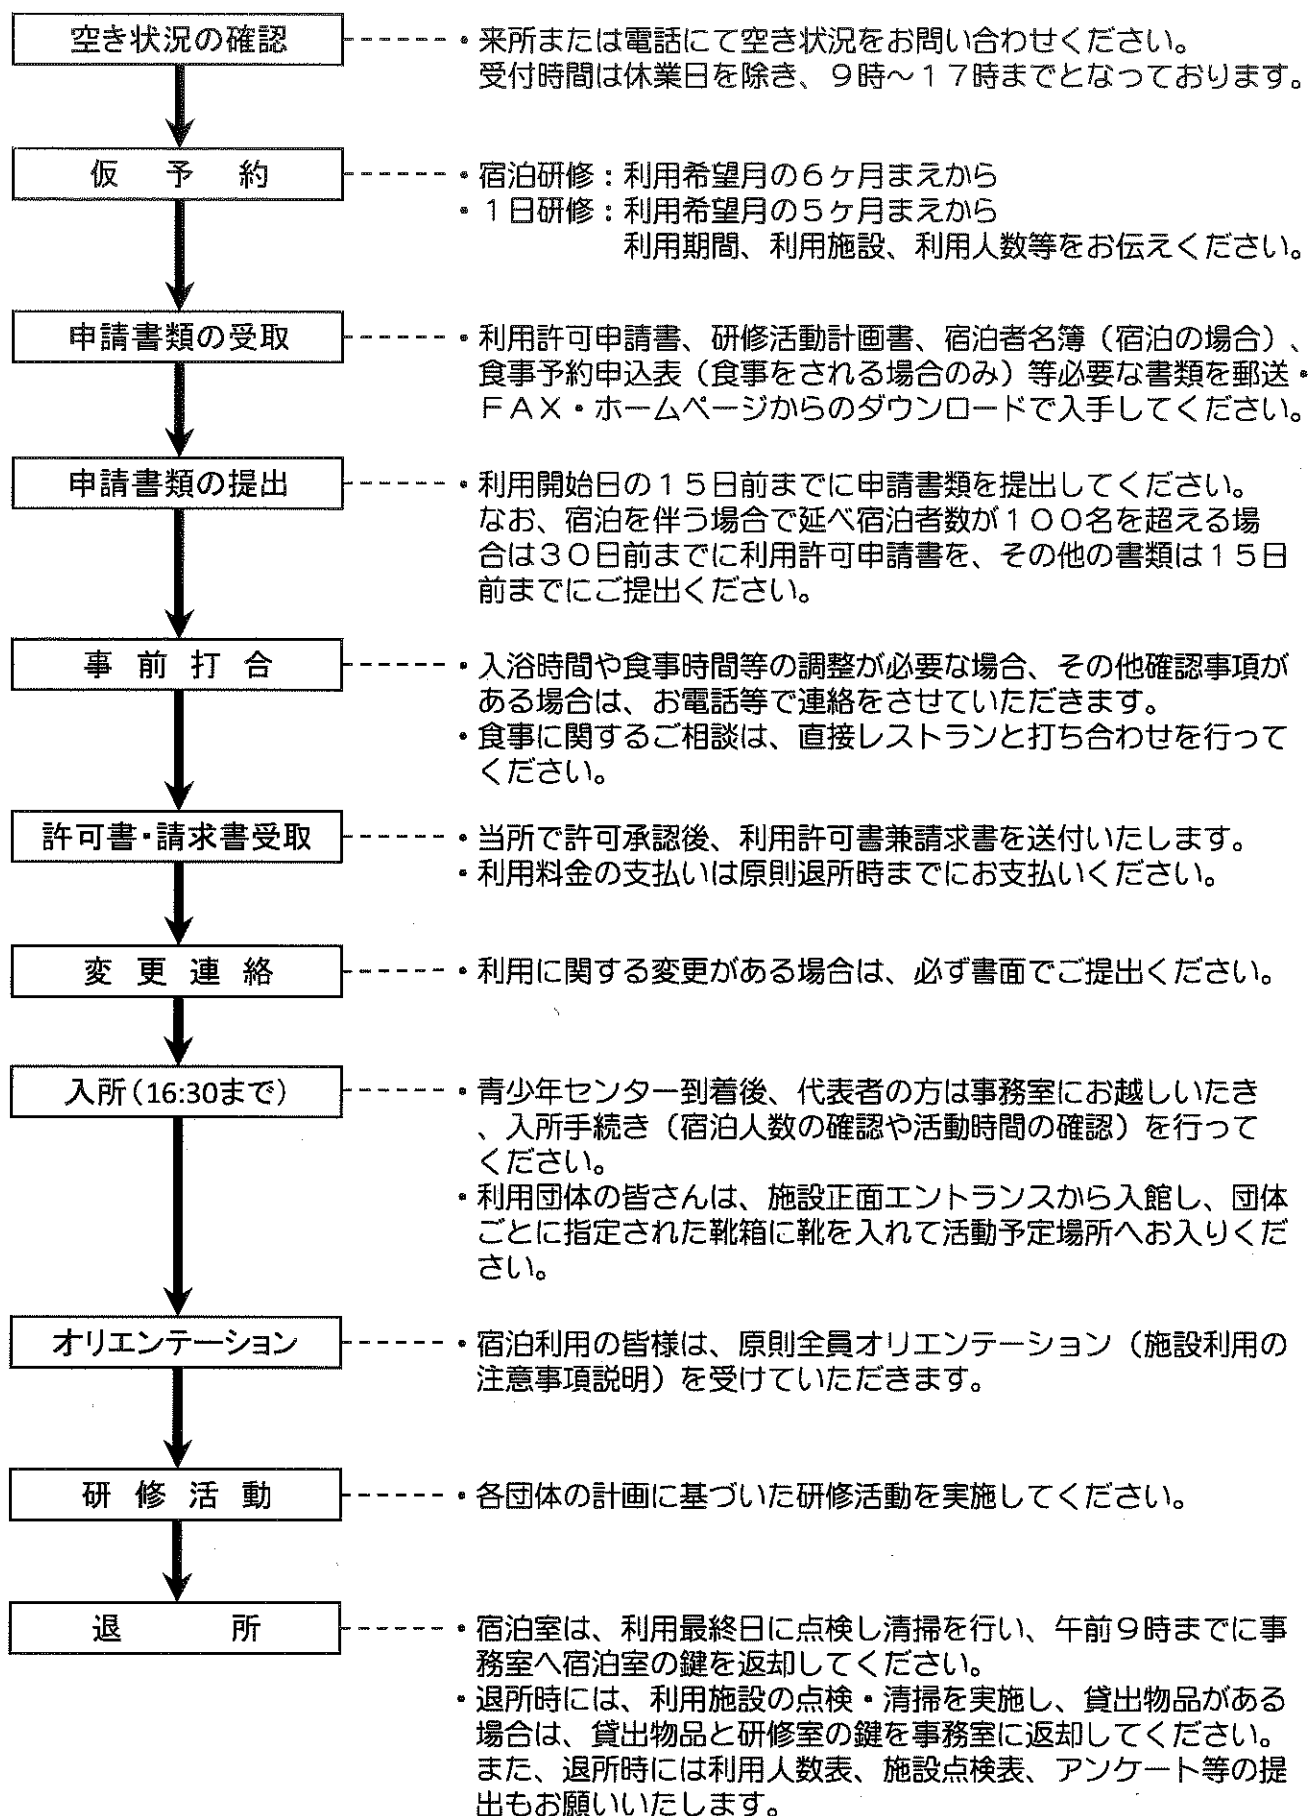 空き状況の確認
・来所または電話にて空き状況をお問い合わせください。
受付時間は休業日を除き、９時～１７時までとなっております。
仮　予　約
・宿泊研修：利用希望月の６ヶ月まえから
・１日研修：利用希望月の５ヶ月まえから
利用期間、利用施設、利用人数等をお伝えください。
申請書類の受取
・利用許可申請書、研修活動計画書、宿泊者名簿（宿泊の場合）、
食事予約申込表（食事をされる場合のみ）等必要な書類を郵送・
ＦＡＸ・ホームページからのダウンロードで入手してください。
申請書類の提出
・利用開始日の１５日前までに申請書類を提出してください。
なお、宿泊を伴う場合で延べ宿泊者数が１００名を超える場
合は３０日前までに利用許可申請書を、その他の書類は１５日
前までにご提出ください。
事　前　打　合
・入浴時間や食事時間等の調整が必要な場合、その他確認事項が
ある場合は、お電話等で連絡をさせていただきます。
・食事に関するご相談は、直接レストランと打ち合わせを行って
ください。
許可書・請求書受取
・当所で許可承認後、利用許可書兼請求書を送付いたします。
・利用料金の支払いは原則退所時までにお支払いください。
変　更　連　絡
・利用に関する変更がある場合は、必ず書面でご提出ください。
入所（16:30まで）
・青少年センター到着後、代表者の方は事務室にお越しいたき
、入所手続き（宿泊人数の確認や活動時間の確認）を行って
ください。
・利用団体の皆さんは、施設正面エントランスから入館し、団体
ごとに指定された靴箱に靴を入れて活動予定場所へお入りくだ
さい。
オリエンテーション
・宿泊利用の皆様は、原則全員オリエンテーション（施設利用の
注意事項説明）を受けていただきます。
研　修　活　動
・各団体の計画に基づいた研修活動を実施してください。
退　　　所
・宿泊室は、利用最終日に点検し清掃を行い、午前９時までに事
務室へ宿泊室の鍵を返却してください。
・退所時には、利用施設の点検・清掃を実施し、貸出物品がある
場合は、貸出物品と研修室の鍵を事務室に返却してください。
また、退所時には利用人数表、施設点検表、アンケート等の提
出もお願いいたします。